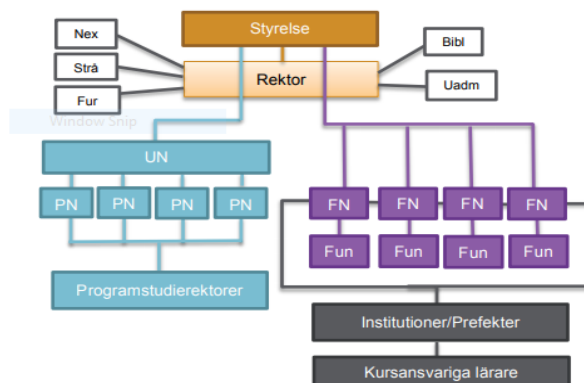 Styrelse
Nex
Bibl
Strå
Rektor
Uadm
Fur
Window Snip
UN
PN PN PN PN
FN FN FN FN
Fun Fun Fun Fun
Programstudierektorer
Institutioner/Prefekter
Kursansvariga lärare